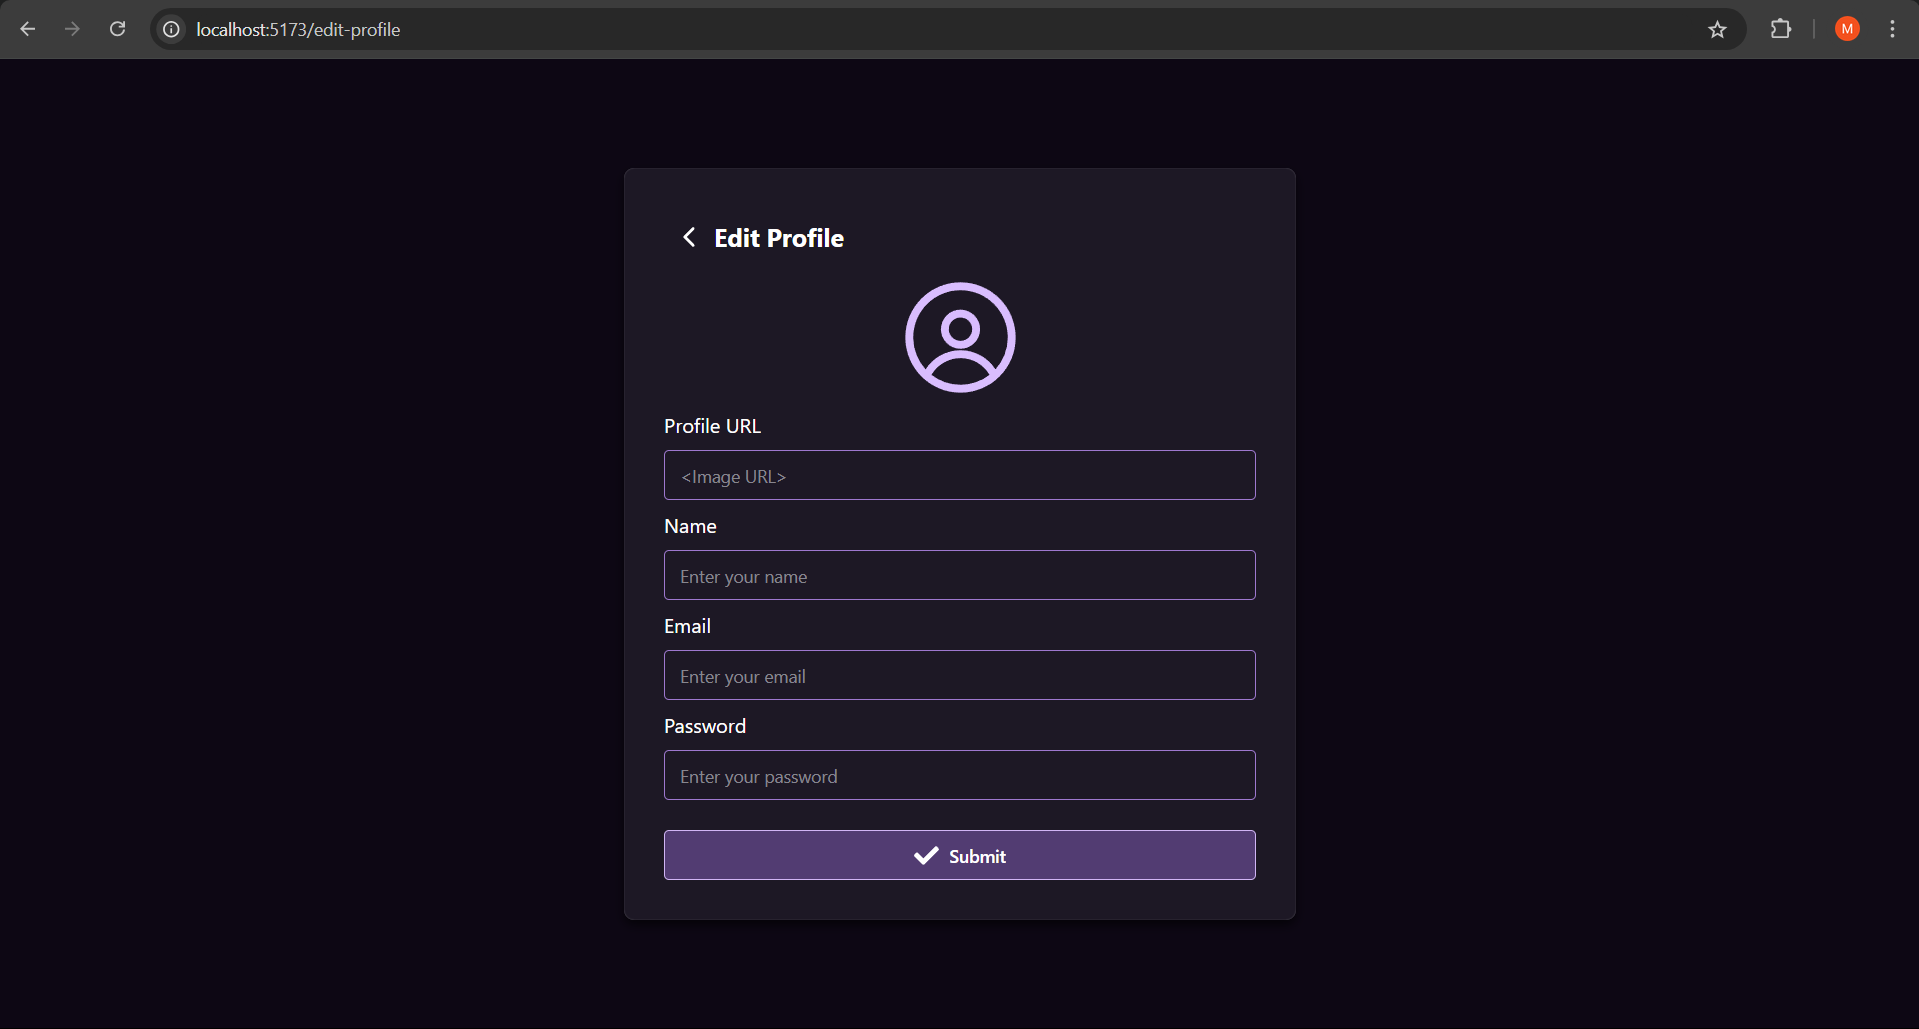 localhost:5173/edit-profile
M
Edit Profile
Profile URL
<Image URL>
Name
Enter your name
Email
Enter your email
Password
Enter your password
Submit